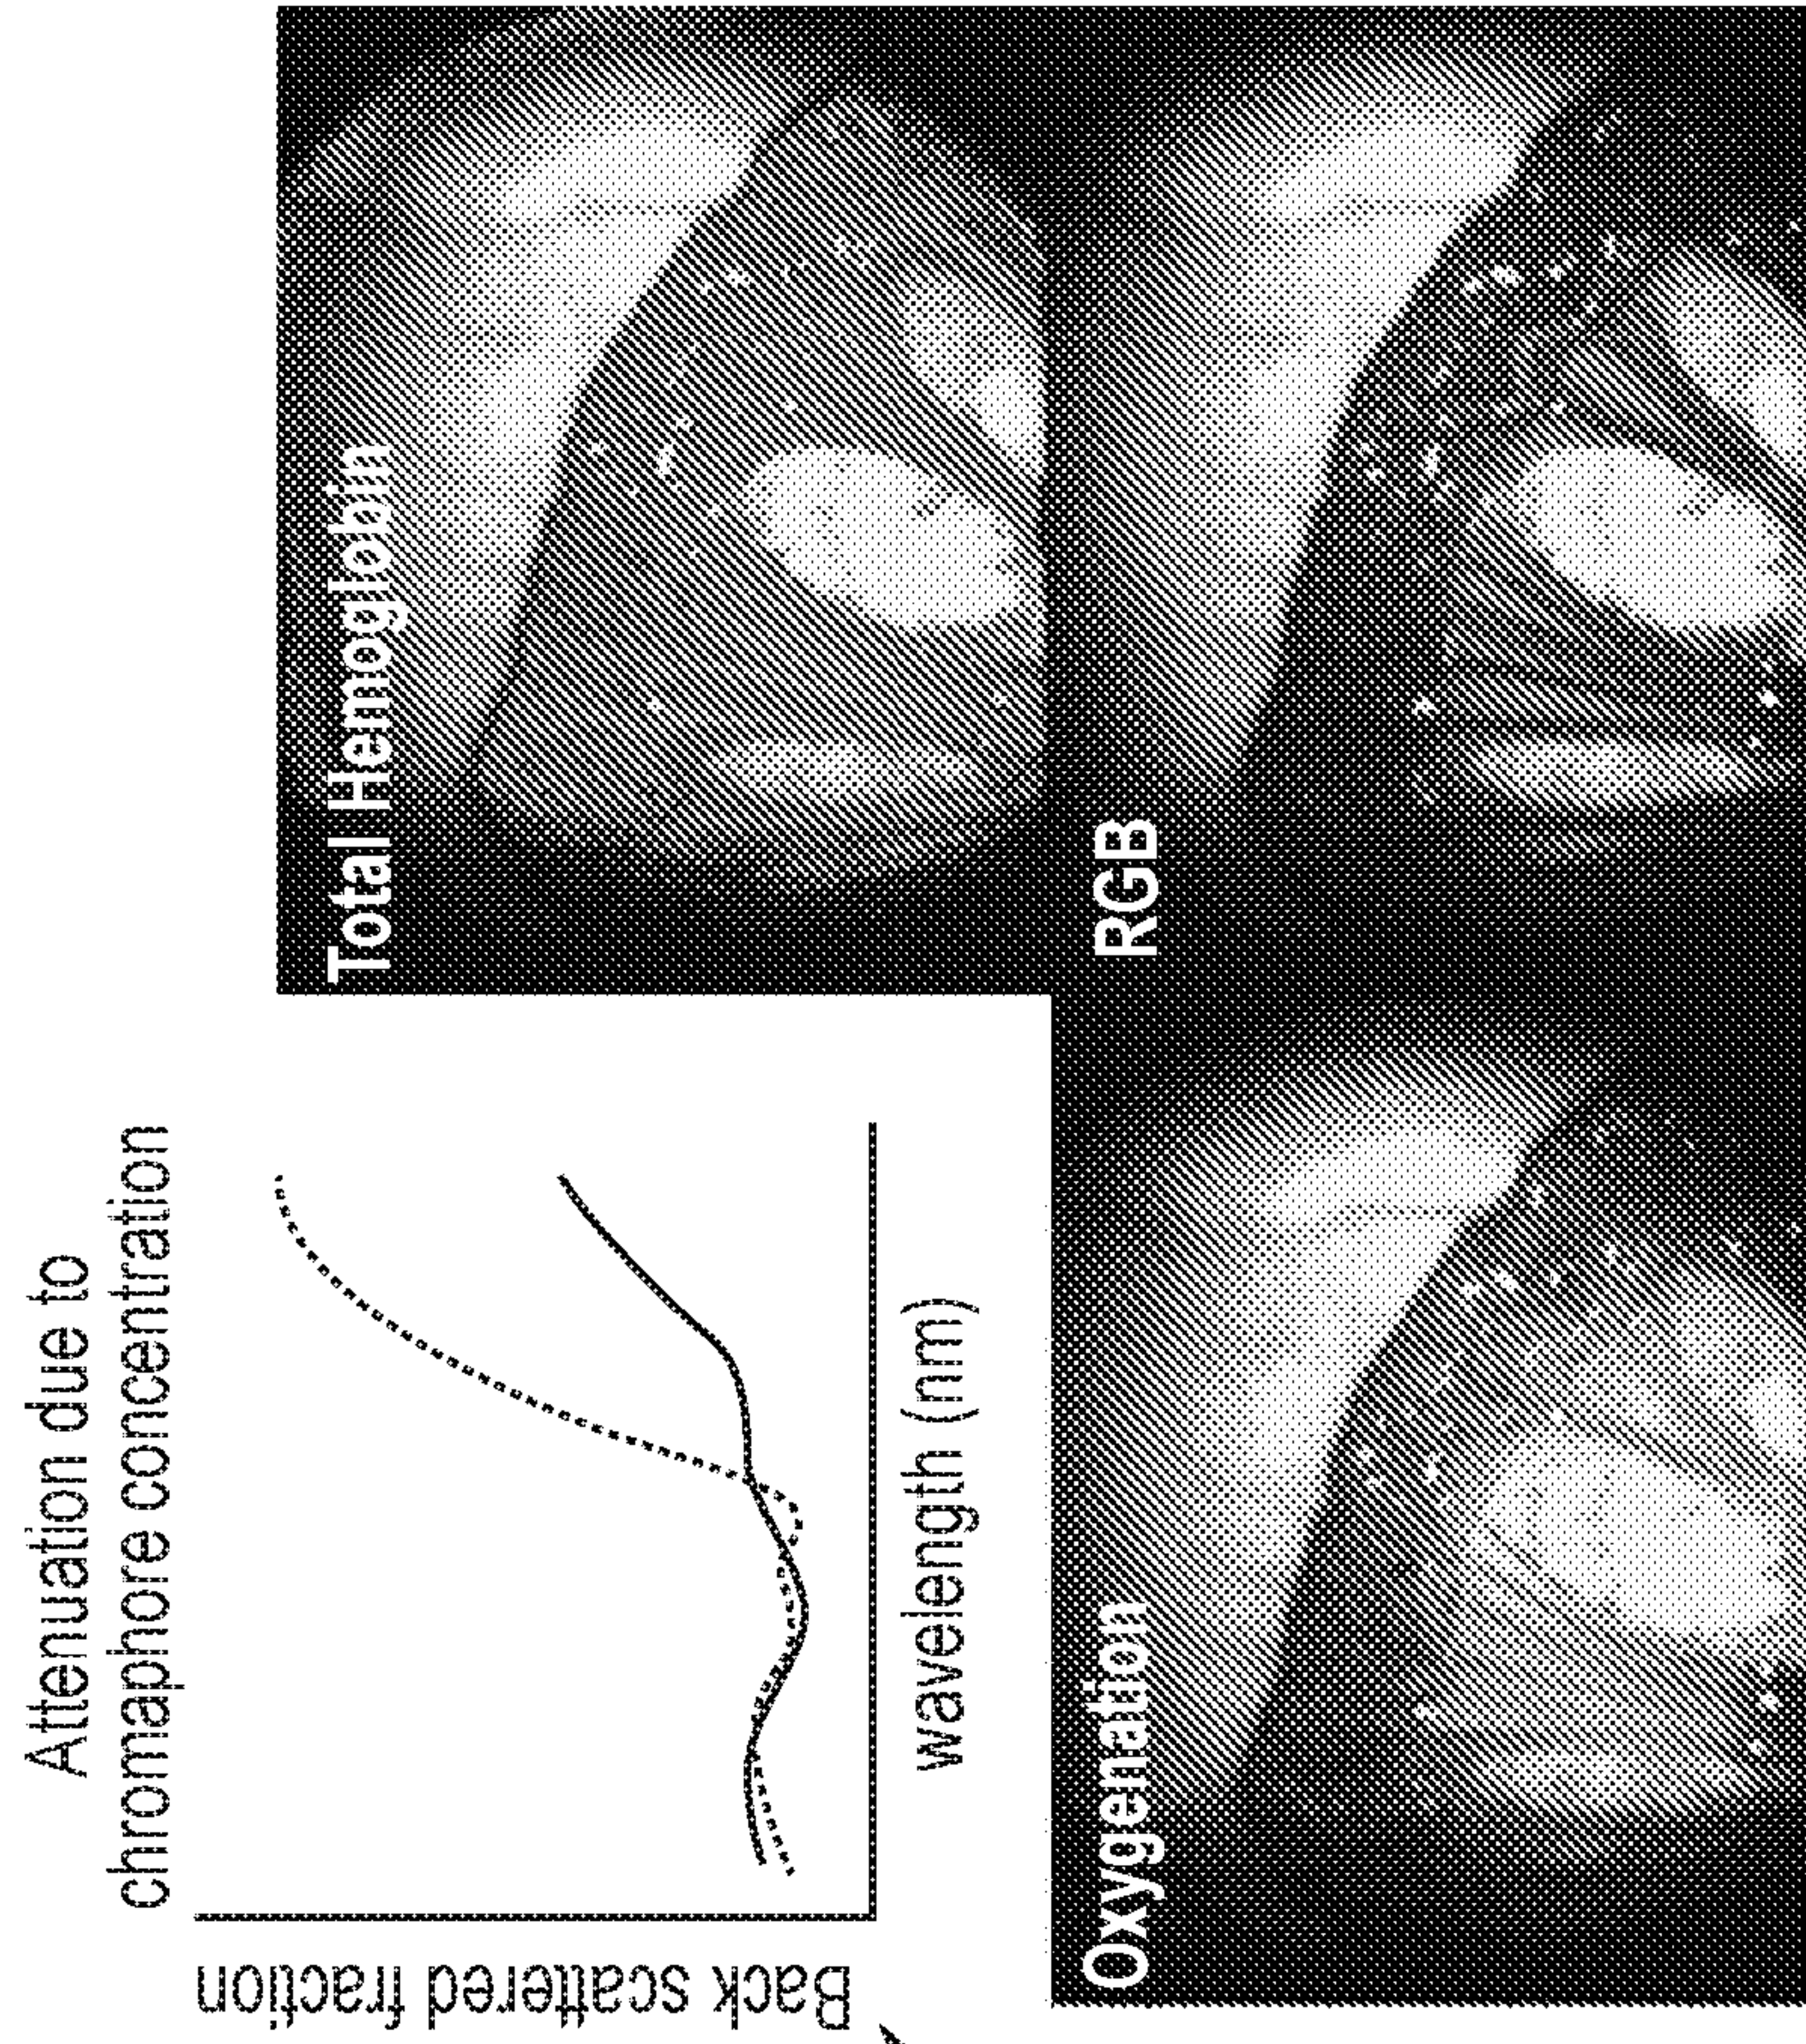 Attenuation due to
chromaphore concentration
Back scattered fraction
wavelength (nm)
Total Hemoglobin
Oxygenation
RGB